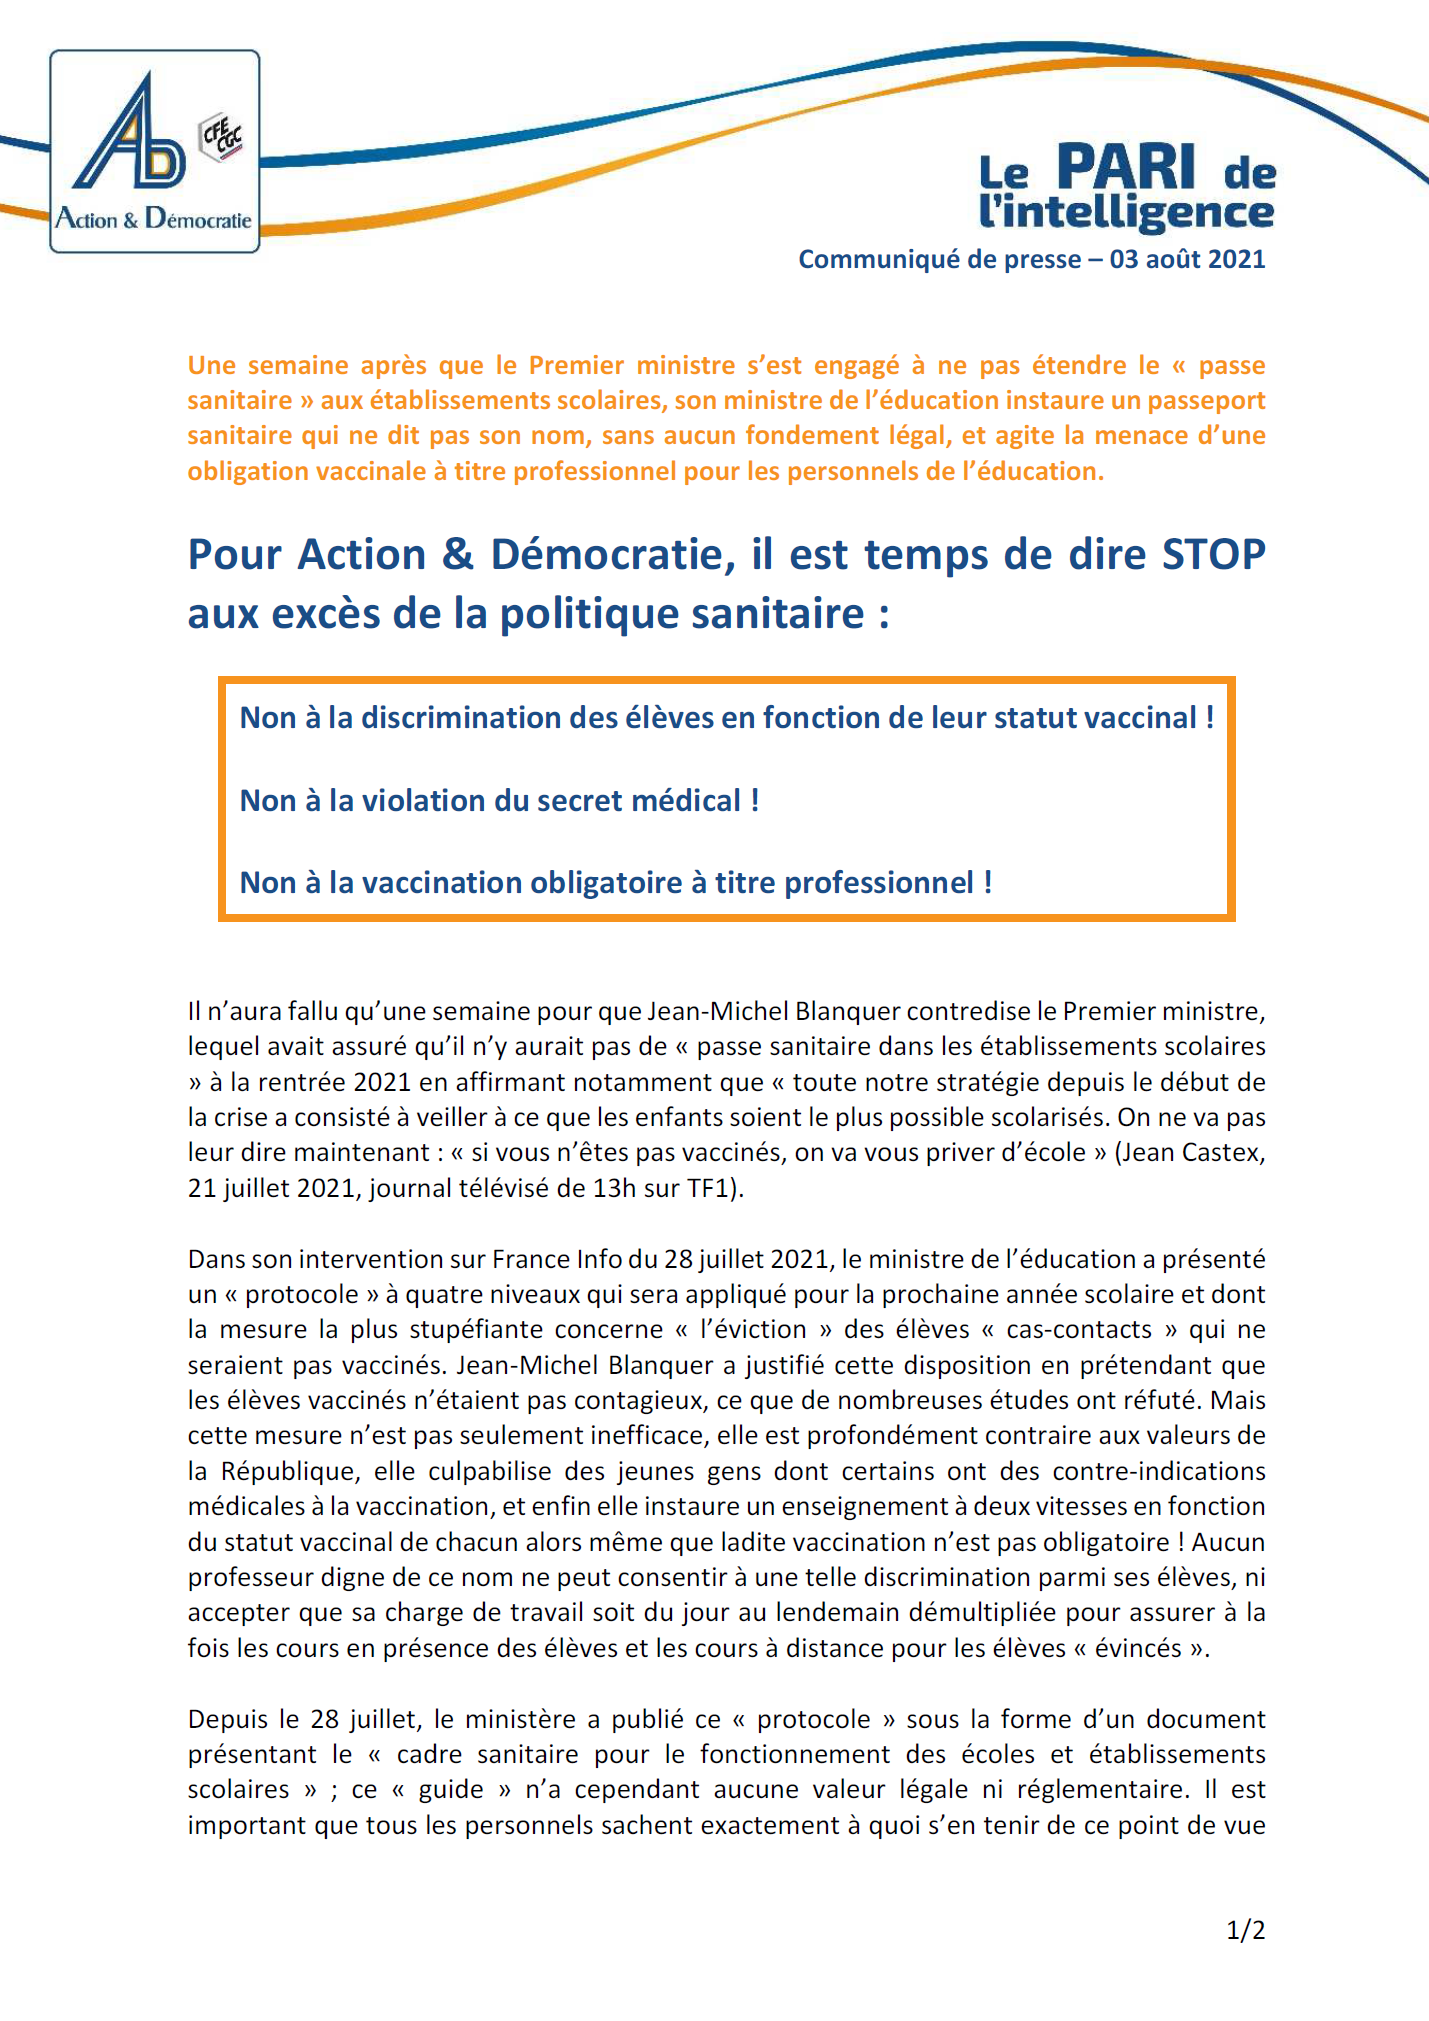 AD
CFE
CGC
Action & Démocratie
Le PARI de
l'intelligence
Communiqué de presse – 03 août 2021
Une semaine après que le Premier ministre s’est engagé à ne pas étendre le « passe
sanitaire » aux établissements scolaires, son ministre de l’éducation instaure un passeport
sanitaire qui ne dit pas son nom, sans aucun fondement légal, et agite la menace d’une
obligation vaccinale à titre professionnel pour les personnels de l’éducation.
Pour Action & Démocratie, il est temps de dire STOP
aux excès de la politique sanitaire :
Non à la discrimination des élèves en fonction de leur statut vaccinal !
Non à la violation du secret médical !
Non à la vaccination obligatoire à titre professionnel !
Il n’aura fallu qu’une semaine pour que Jean-Michel Blanquer contredise le Premier ministre,
lequel avait assuré qu’il n’y aurait pas de « passe sanitaire dans les établissements scolaires
» à la rentrée 2021 en affirmant notamment que « toute notre stratégie depuis le début de
la crise a consisté à veiller à ce que les enfants soient le plus possible scolarisés. On ne va pas
leur dire maintenant : « si vous n’êtes pas vaccinés, on va vous priver d’école » (Jean Castex,
21 juillet 2021, journal télévisé de 13h sur TF1).
Dans son intervention sur France Info du 28 juillet 2021, le ministre de l’éducation a présenté
un « protocole » à quatre niveaux qui sera appliqué pour la prochaine année scolaire et dont
la mesure la plus stupéfiante concerne « l’éviction » des élèves « cas-contacts » qui ne
seraient pas vaccinés. Jean-Michel Blanquer a justifié cette disposition en prétendant que
les élèves vaccinés n’étaient pas contagieux, ce que de nombreuses études ont réfuté. Mais
cette mesure n’est pas seulement inefficace, elle est profondément contraire aux valeurs de
la République, elle culpabilise des jeunes gens dont certains ont des contre-indications
médicales à la vaccination, et enfin elle instaure un enseignement à deux vitesses en fonction
du statut vaccinal de chacun alors même que ladite vaccination n’est pas obligatoire ! Aucun
professeur digne de ce nom ne peut consentir à une telle discrimination parmi ses élèves, ni
accepter que sa charge de travail soit du jour au lendemain démultipliée pour assurer à la
fois les cours en présence des élèves et les cours à distance pour les élèves « évincés ».
Depuis le 28 juillet, le ministère a publié ce « protocole » sous la forme d’un document
présentant le « cadre sanitaire pour le fonctionnement des écoles et établissements
scolaires » ; ce « guide » n’a cependant aucune valeur légale ni réglementaire. Il est
important que tous les personnels sachent exactement à quoi s’en tenir de ce point de vue
1/2